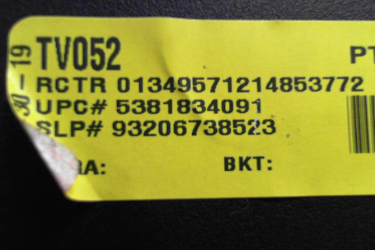 TV052
PT
RCTR 01349571214853772
UPC# 5381834091
SLP# 93206738523
A: BKT:
30-19